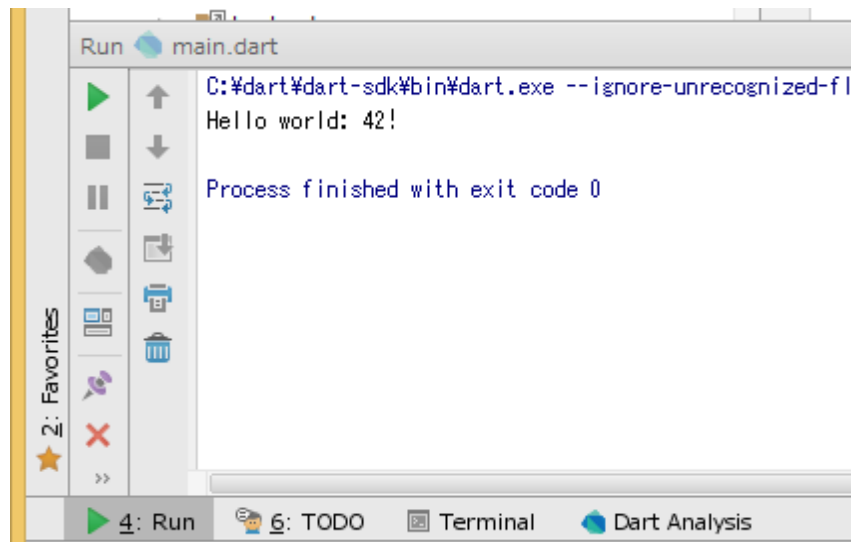 Run main.dart
C:¥dart¥dart-sdk¥bin¥dart.exe --ignore-unrecognized-fl
Hello world: 42!
Process finished with exit code 0
2: Favorites
4: Run 6: TODO Terminal Dart Analysis